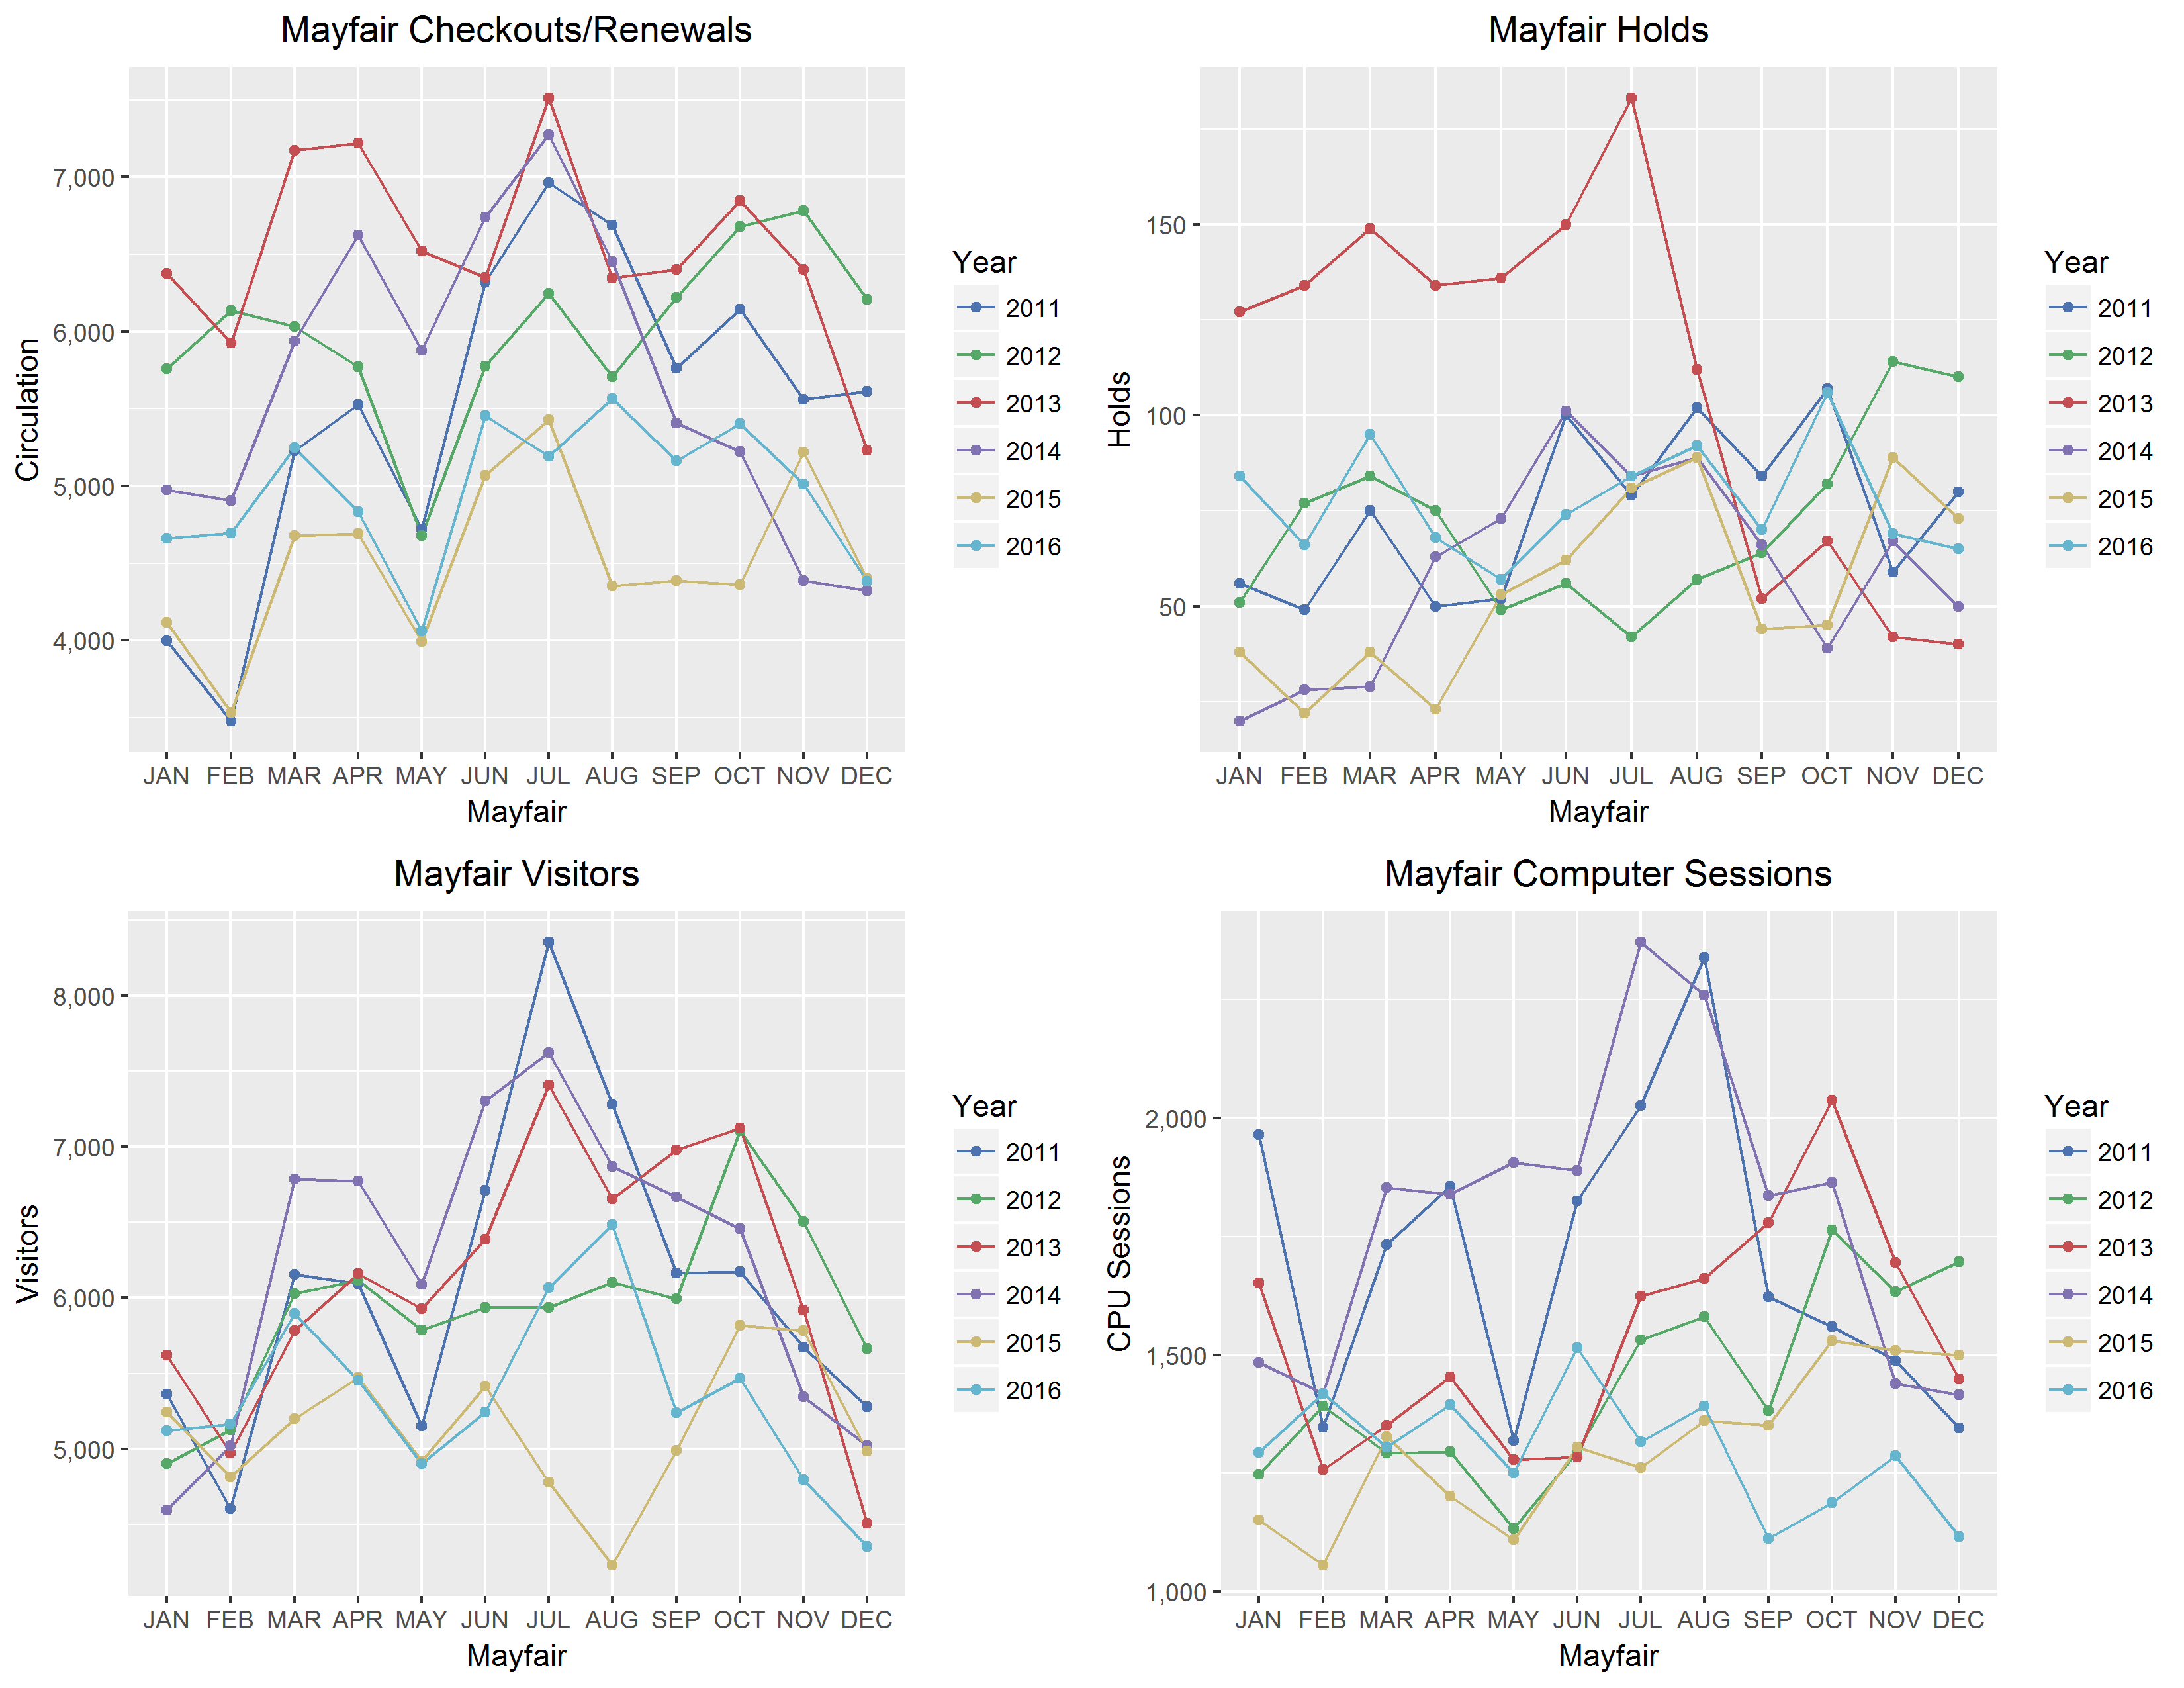 Mayfair Checkouts/Renewals
Circulation
7,000
6,000
5,000
4,000
JAN FEB MAR APR MAY JUN JUL AUG SEP OCT NOV DEC
Mayfair
Year
2011
2012
2013
2014
2015
2016
Mayfair Holds
Holds
150
100
50
JAN FEB MAR APR MAY JUN JUL AUG SEP OCT NOV DEC
Mayfair
Year
2011
2012
2013
2014
2015
2016
Mayfair Visitors
Visitors
8,000
7,000
6,000
5,000
JAN FEB MAR APR MAY JUN JUL AUG SEP OCT NOV DEC
Mayfair
Year
2011
2012
2013
2014
2015
2016
Mayfair Computer Sessions
CPU Sessions
2,000
1,500
1,000
JAN FEB MAR APR MAY JUN JUL AUG SEP OCT NOV DEC
Mayfair
Year
2011
2012
2013
2014
2015
2016